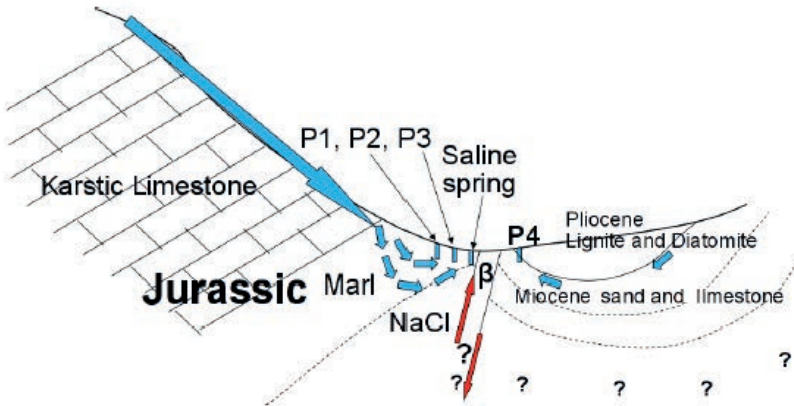 P1, P2, P3
Saline
spring
Karstic Limestone
P4
Pliocene
Lignite and Diatomite
β
Jurassic
Marl
Miocene sand and limestone
NaCl
?
?
?
?
?
?